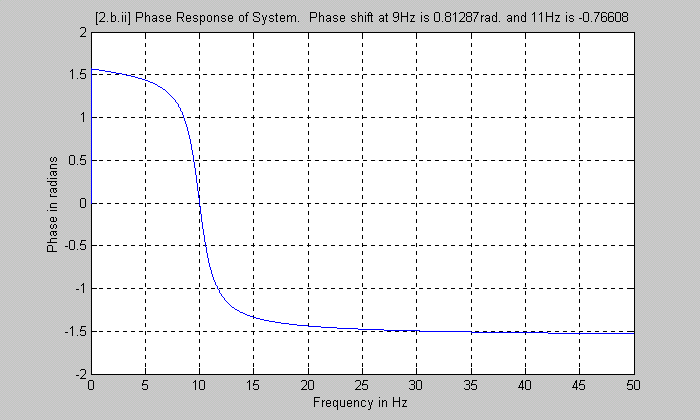 [2.b.ii] Phase Response of System.  Phase shift at 9Hz is 0.81287rad. and 11Hz is -0.76608
Phase in radians
2
1.5
1
0.5
0
-0.5
-1
-1.5
-2
0 5 10 15 20 25 30 35 40 45 50
Frequency in Hz